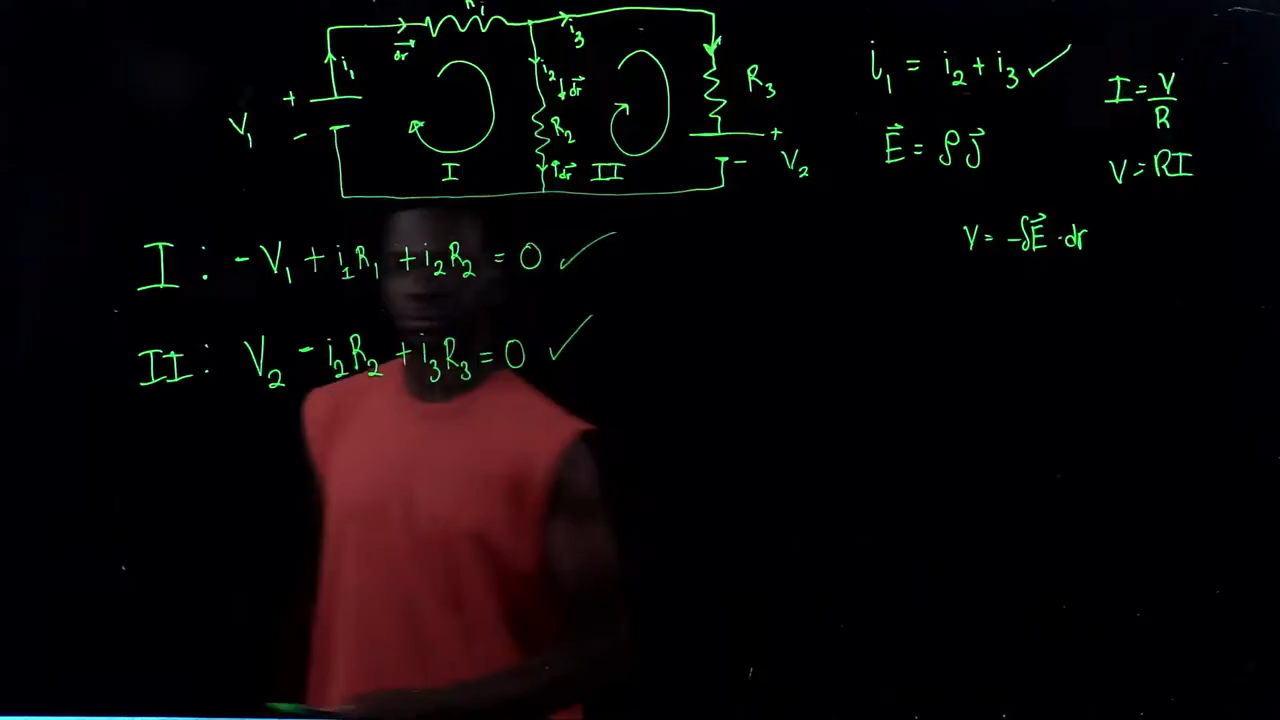 R₁
i₃
dr⃗
i₁
i₂
dr⃗
R₃
+
V₁
-
R₂
+
V₂
-
I
dr⃗
II
i₁ = i₂ + i₃ ✓
E⃗ = ρj⃗
I = V/R
V = RI
V = -∫E⃗ · dr
I : - V₁ + i₁R₁ + i₂R₂ = 0 ✓
II : V₂ - i₂R₂ + i₃R₃ = 0 ✓